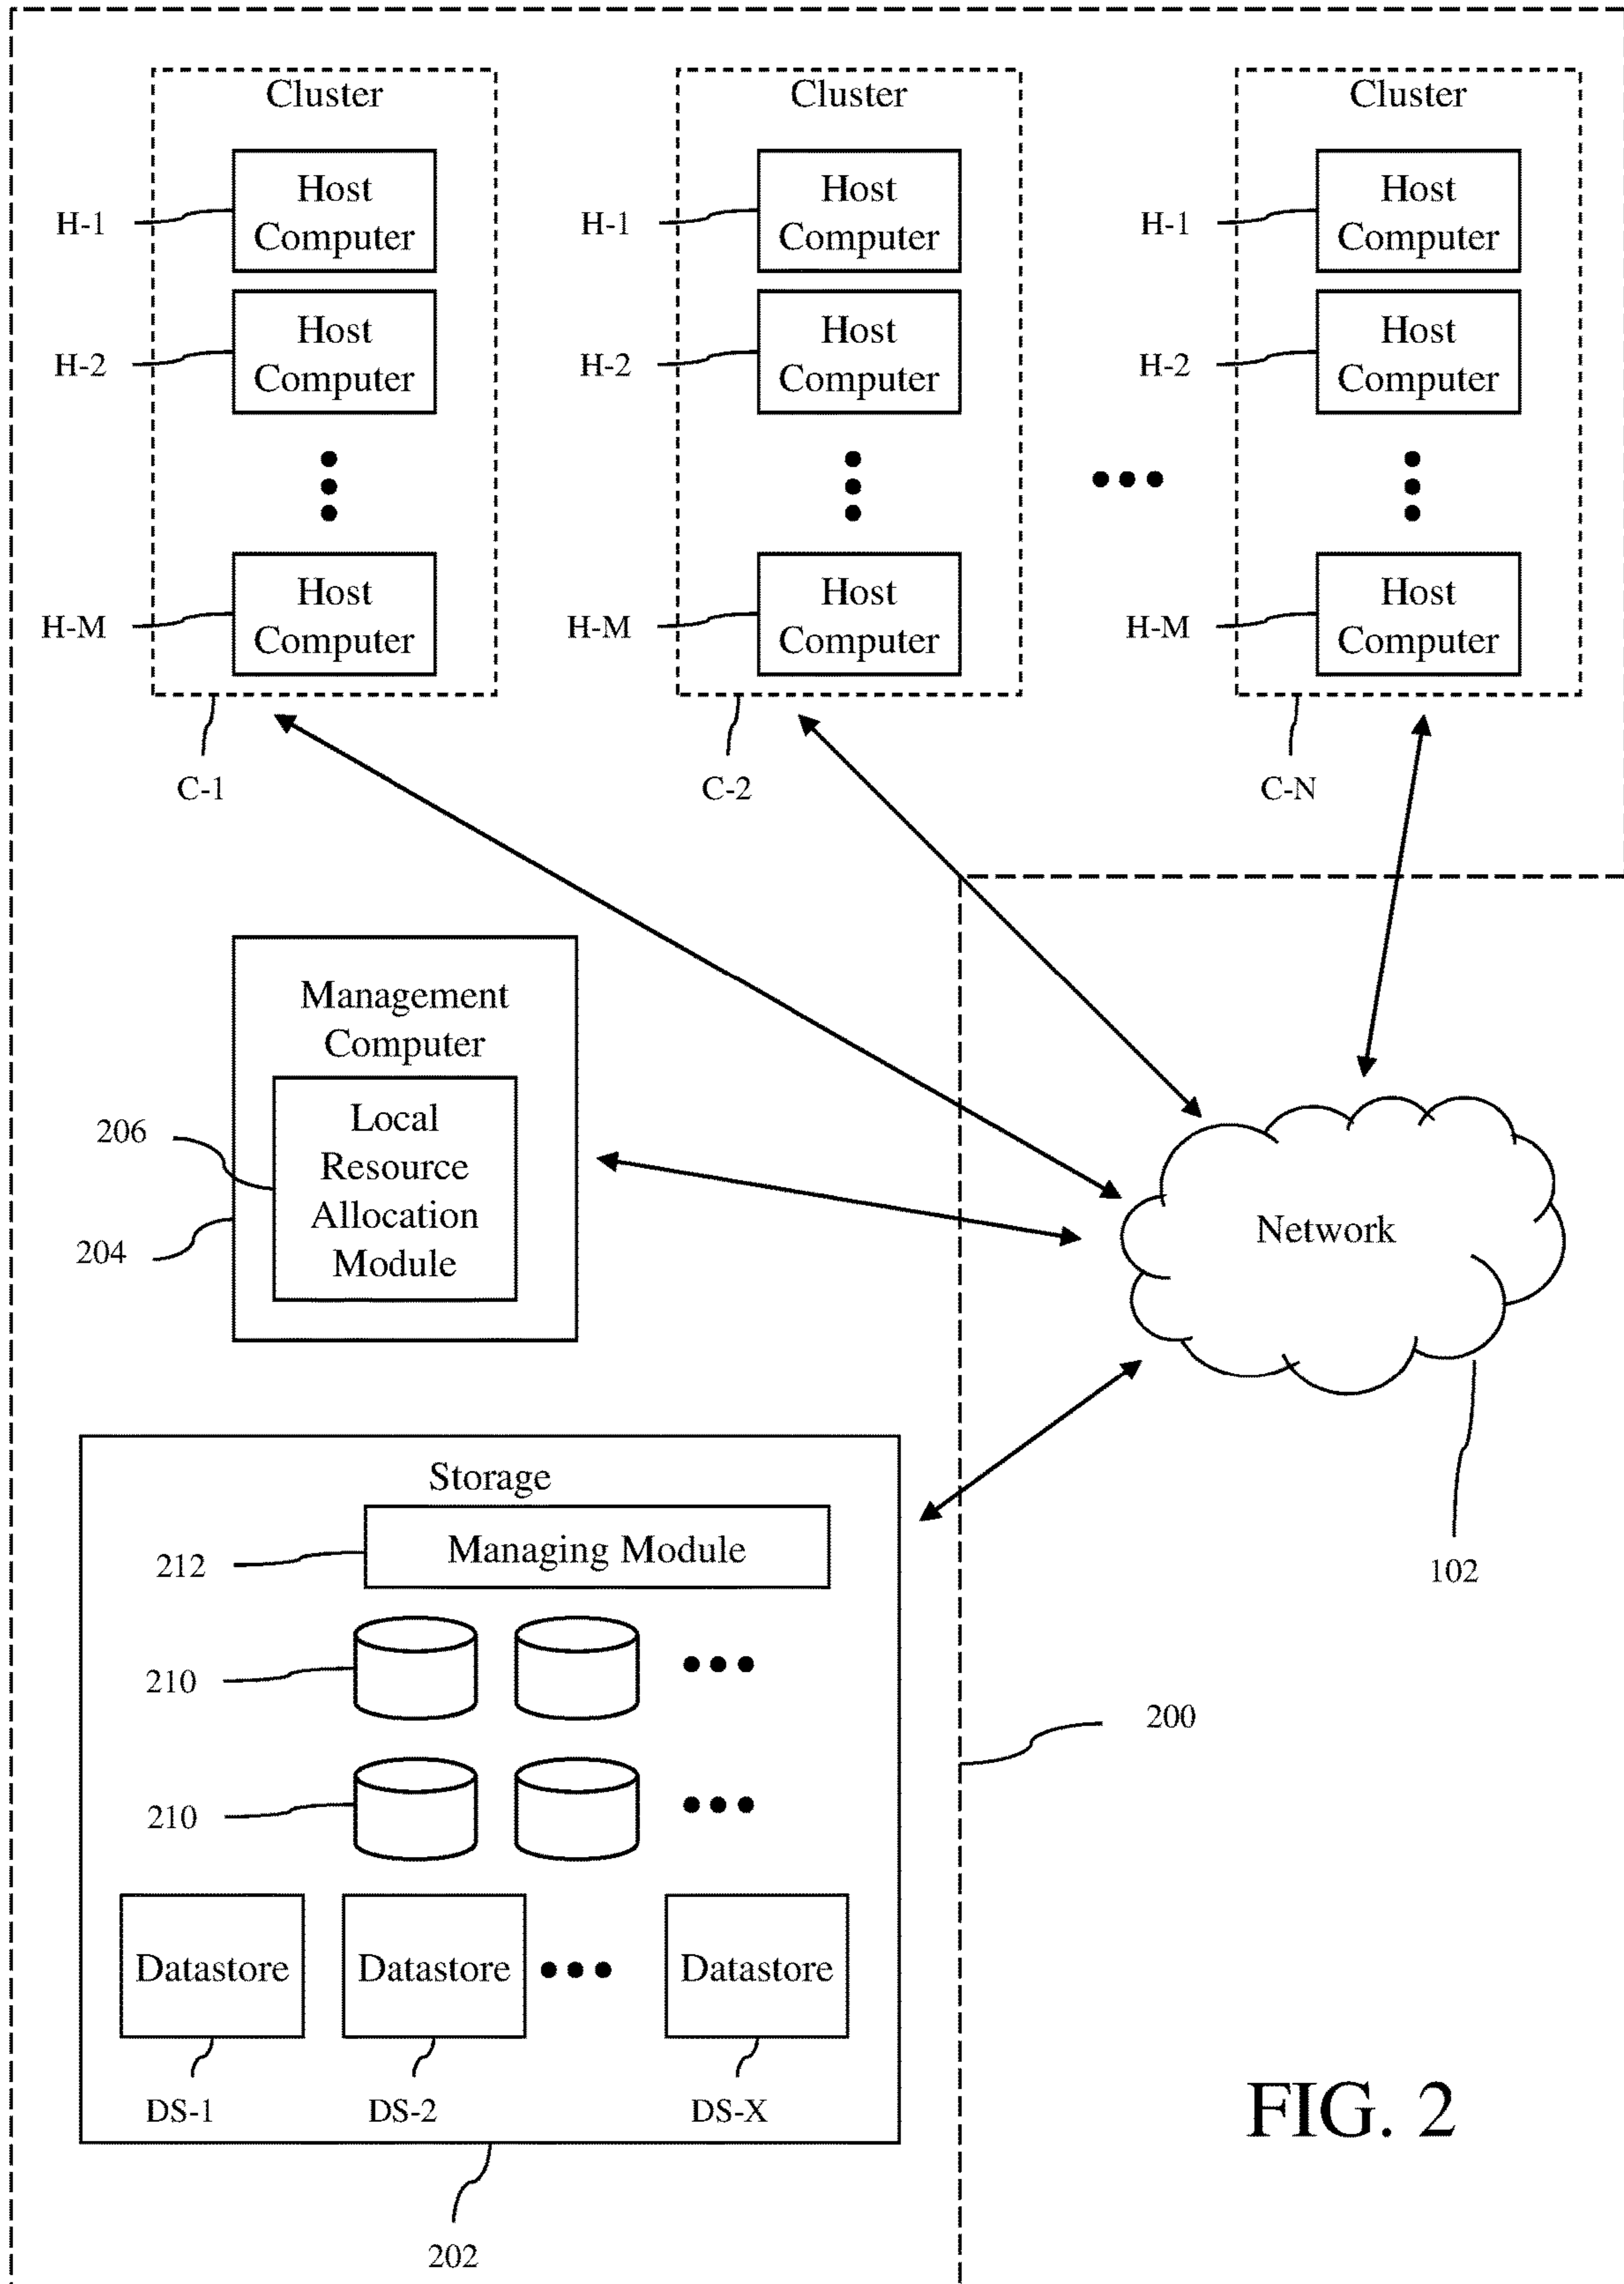 Cluster
Cluster
Cluster
Host
Computer
Host
Computer
Host
Computer
H-1
H-1
H-1
Host
Computer
Host
Computer
Host
Computer
H-2
H-2
H-2
Host
Computer
Host
Computer
Host
Computer
H-M
H-M
H-M
C-1
C-2
C-N
Management
Computer
Local
Resource
Allocation
Module
206
204
Network
102
Storage
Managing Module
212
210
210
200
Datastore
Datastore
Datastore
DS-1
DS-2
DS-X
202
FIG. 2